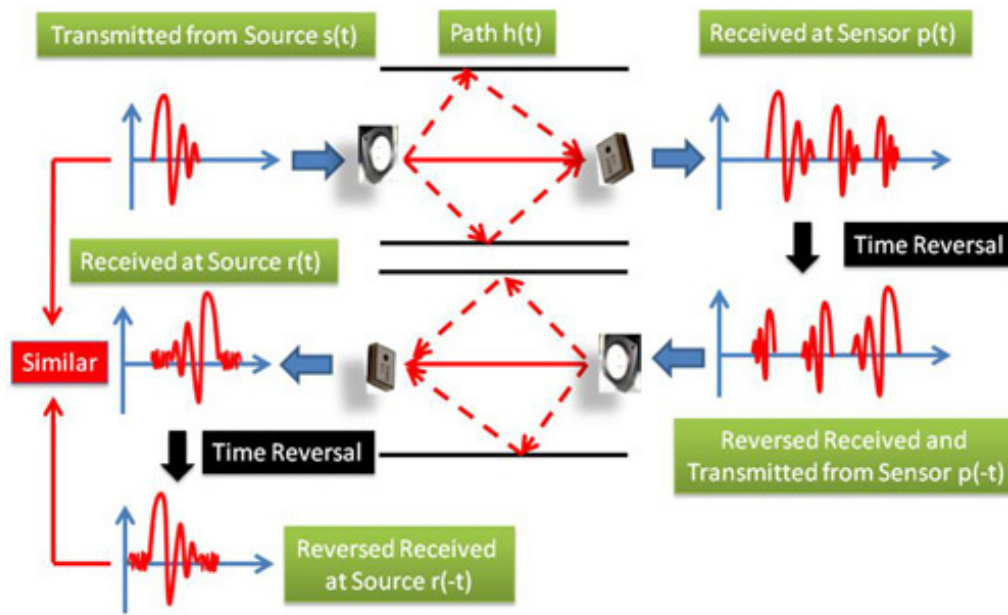 Transmitted from Source s(t)
Path h(t)
Received at Sensor p(t)
Time Reversal
Received at Source r(t)
Similar
Time Reversal
Reversed Received and
Transmitted from Sensor p(-t)
Reversed Received
at Source r(-t)